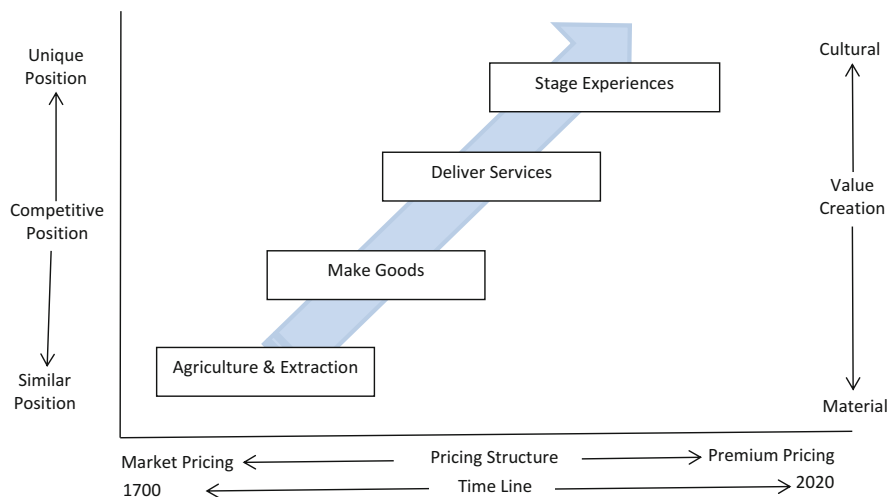 Unique
Position
Competitive
Position
Similar
Position
Stage Experiences
Deliver Services
Make Goods
Agriculture & Extraction
Cultural
Value
Creation
Material
Market Pricing
Pricing Structure
Premium Pricing
1700
Time Line
2020